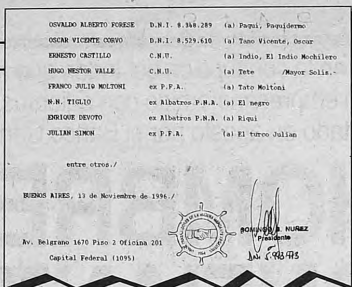 OSVALDO ALBERTO FORESE D.N.I. 8.348.289 (a) Paqui, Paquidermo
OSCAR VICENTE CORVO D.N.I. 8.529.610 (a) Tano Vicente, Oscar
ERNESTO CASTILLO C.N.U. (a) Indio, El Indio Mochilero
HUGO NESTOR VALLE C.N.U. (a) Tete /Mayor Solis.-
FRANCO JULIO MOLTONI ex P.F.A. (a) Tato Moltoni
N.N. TIGLIO ex Albatros P.N.A. (a) El negro
ENRIQUE DEVOTO ex Albatros P.N.A. (a) Riqui
JULIAN SIMON ex P.F.A. (a) El turco Julian
entre otros./
BUENOS AIRES, 13 de Noviembre de 1996./
DOMINGO NUÑEZ
Presidente
Av. Belgrano 1670 Piso 2 Oficina 201
Capital Federal (1095)